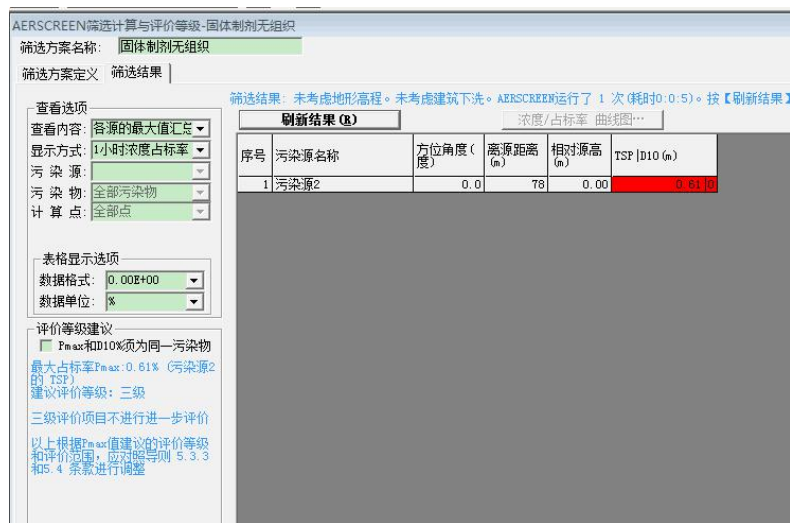 AERSCREEN筛选计算与评价等级-固体制剂无组织
筛选方案名称: 固体制剂无组织
筛选方案定义 筛选结果
筛选结果: 未考虑地形高程。未考虑建筑下洗。AERSCREEN运行了 1 次(耗时0:0:5)。按【刷新结果】
刷新结果(R) 浓度/占标率 曲线图…
查看选项
查看内容: 各源的最大值汇总
显示方式: 1小时浓度占标率
污 染 源:
污 染 物: 全部污染物
计 算 点: 全部点
序号 污染源名称 方位角度(度) 离源距离(m) 相对源高(m) TSP|D10(m)
1 污染源2 0.0 78 0.00 0.61|0
表格显示选项
数据格式: 0.00E+00
数据单位: %
评价等级建议
Pmax和D10%须为同一污染物
最大占标率Pmax:0.61% (污染源2
的 TSP)
建议评价等级: 三级
三级评价项目不进行进一步评价
以上根据Pmax值建议的评价等级
和评价范围,应对照导则 5.3.3
和5.4 条款进行调整